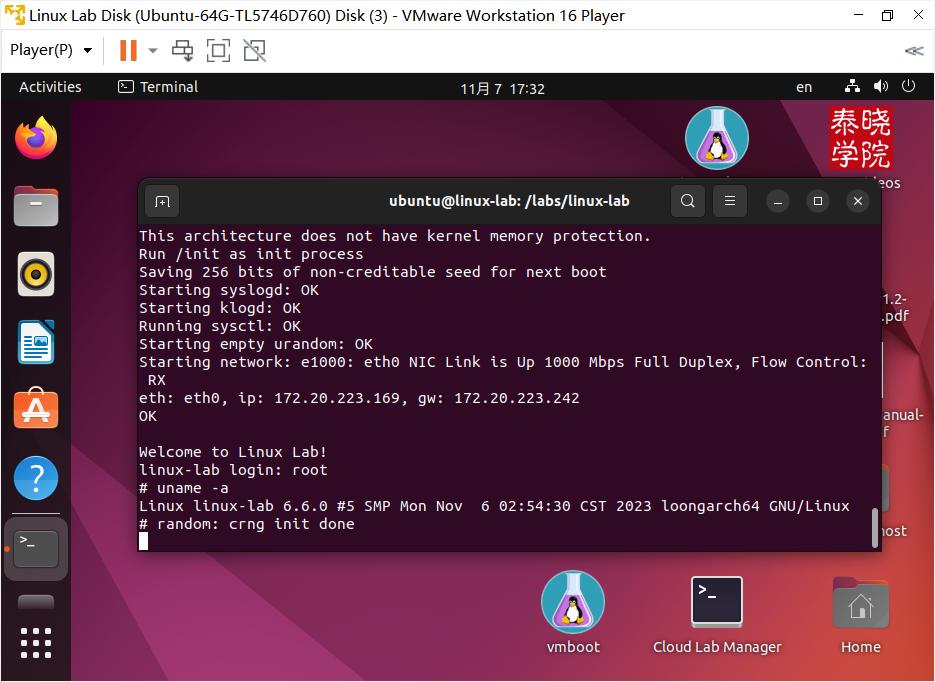 Linux Lab Disk (Ubuntu-64G-TL5746D760) Disk (3) - VMware Workstation 16 Player
Player(P)
Activities
Terminal
11月 7 17:32
en
泰晓
学院
eos
ubuntu@linux-lab: /labs/linux-lab
This architecture does not have kernel memory protection.
Run /init as init process
Saving 256 bits of non-creditable seed for next boot
Starting syslogd: OK
Starting klogd: OK
Running sysctl: OK
Starting empty urandom: OK
Starting network: e1000: eth0 NIC Link is Up 1000 Mbps Full Duplex, Flow Control:
RX
eth: eth0, ip: 172.20.223.169, gw: 172.20.223.242
OK
Welcome to Linux Lab!
linux-lab login: root
# uname -a
Linux linux-lab 6.6.0 #5 SMP Mon Nov  6 02:54:30 CST 2023 loongarch64 GNU/Linux
# random: crng init done
1.2-
.pdf
anual-
f
ost
vmboot
Cloud Lab Manager
Home